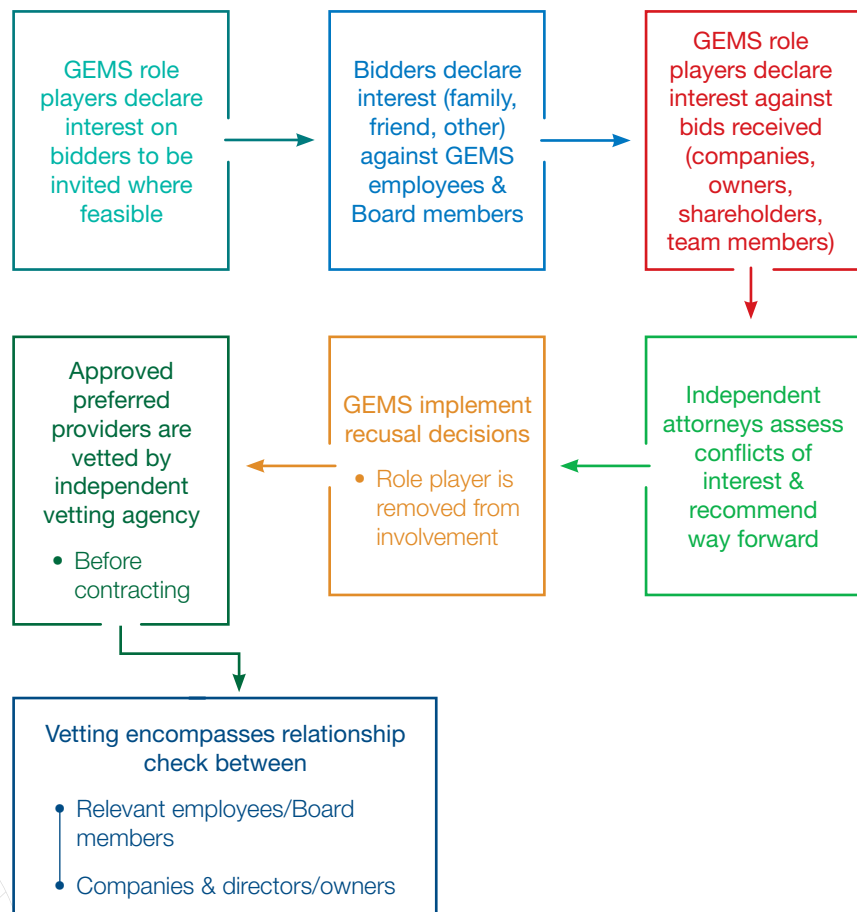 GEMS role
players declare
interest on
bidders to be
invited where
feasible
Bidders declare
interest (family,
friend, other)
against GEMS
employees &
Board members
GEMS role
players declare
interest against
bids received
(companies,
owners,
shareholders,
team members)
Independent
attorneys assess
conflicts of
interest &
recommend
way forward
GEMS implement
recusal decisions
• Role player is
removed from
involvement
Approved
preferred
providers are
vetted by
independent
vetting agency
• Before
contracting
Vetting encompasses relationship
check between
• Relevant employees/Board
members
• Companies & directors/owners